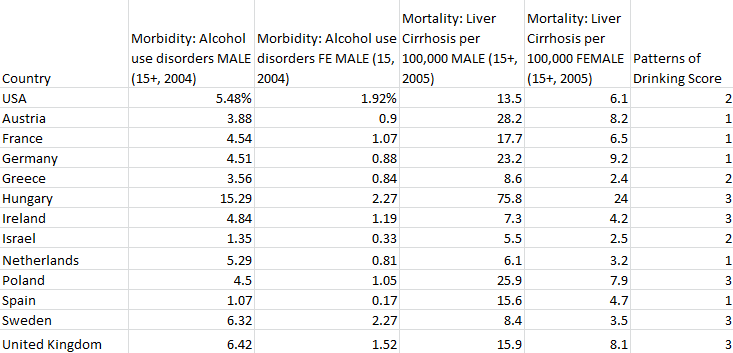 Country Morbidity: Alcohol use disorders MALE (15+, 2004) Morbidity: Alcohol use disorders FE MALE (15, 2004) Mortality: Liver Cirrhosis per 100,000 MALE (15+, 2005) Mortality: Liver Cirrhosis per 100,000 FEMALE (15+, 2005) Patterns of Drinking Score
USA 5.48% 1.92% 13.5 6.1 2
Austria 3.88 0.9 28.2 8.2 1
France 4.54 1.07 17.7 6.5 1
Germany 4.51 0.88 23.2 9.2 1
Greece 3.56 0.84 8.6 2.4 2
Hungary 15.29 2.27 75.8 24 3
Ireland 4.84 1.19 7.3 4.2 3
Israel 1.35 0.33 5.5 2.5 2
Netherlands 5.29 0.81 6.1 3.2 1
Poland 4.5 1.05 25.9 7.9 3
Spain 1.07 0.17 15.6 4.7 1
Sweden 6.32 2.27 8.4 3.5 3
United Kingdom 6.42 1.52 15.9 8.1 3